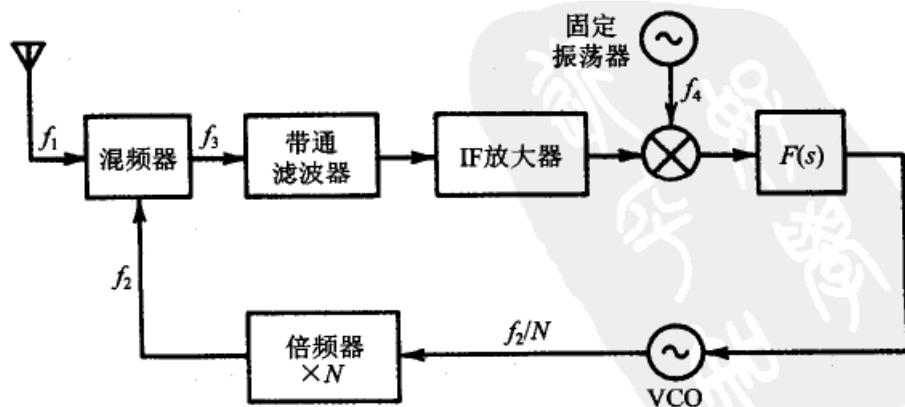 固定
振荡器
f₄
f₁
混频器
f₃
带通
滤波器
IF放大器
F(s)
f₂
倍频器
×N
f₂/N
VCO